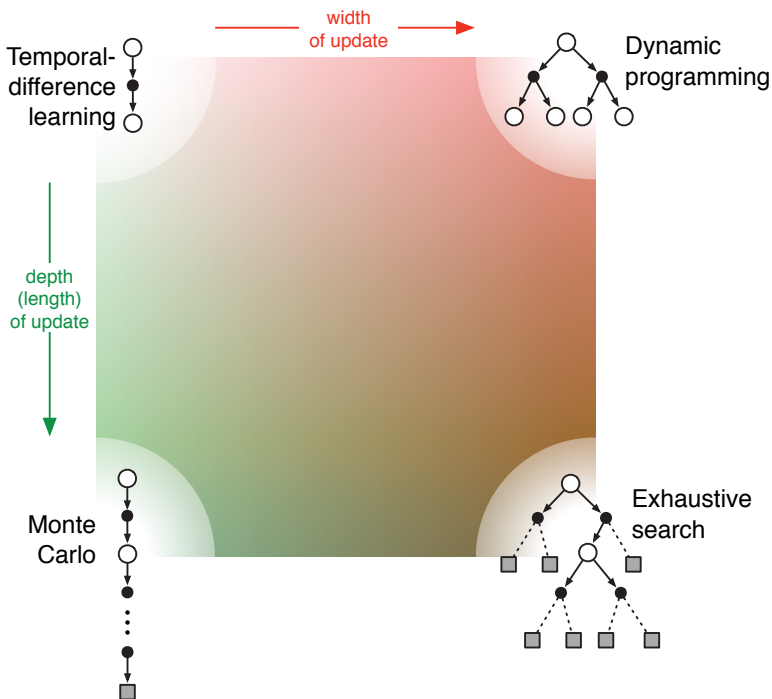 width
of update
Temporal-
difference
learning
Dynamic
programming
depth
(length)
of update
Monte
Carlo
Exhaustive
search